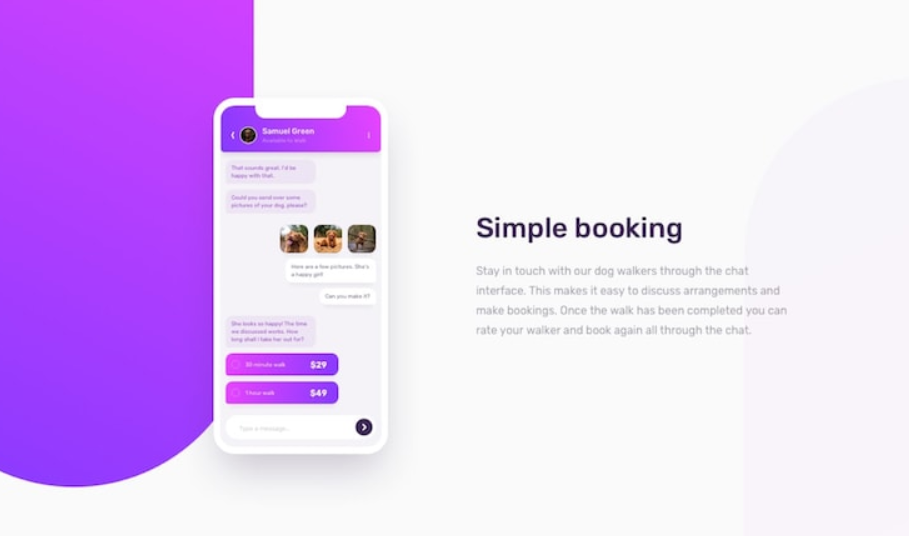 Samuel Green
Available to Walk
That sounds great. I'd be
happy with that.
Could you send over some
pictures of your dog, please?
Here are a few pictures. She's
a happy girl!
Can you make it?
She looks so happy! The time
we discussed works. How
long shall I take her out for?
30 minute walk $29
1 hour walk $49
Type a message...
Simple booking
Stay in touch with our dog walkers through the chat
interface. This makes it easy to discuss arrangements and
make bookings. Once the walk has been completed you can
rate your walker and book again all through the chat.